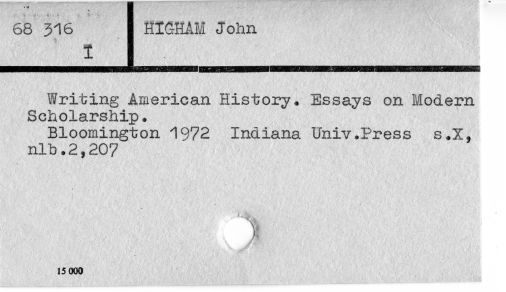 68 316
I
HIGHAM John
Writing American History. Essays on Modern
Scholarship.
Bloomington 1972 Indiana Univ.Press s.X,
nlb.2,207
15 000